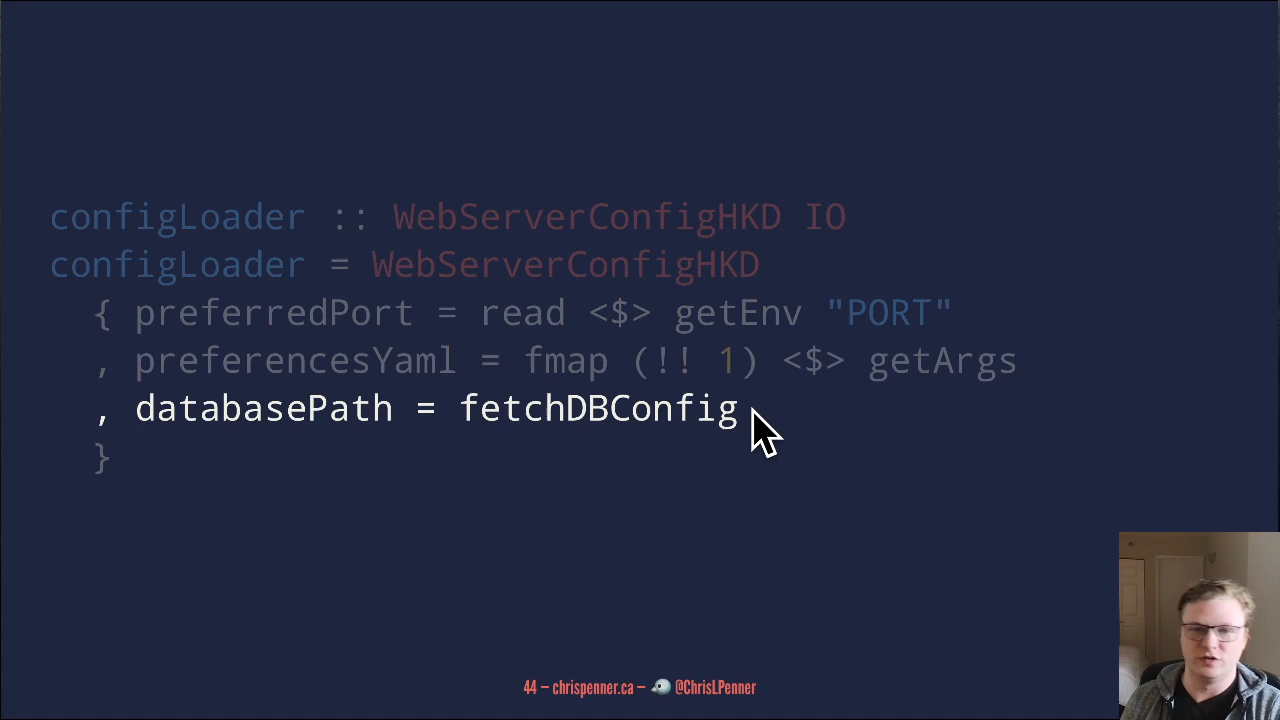 configLoader :: WebServerConfigHKD IO
configLoader = WebServerConfigHKD
{ preferredPort = read <$> getEnv "PORT"
, preferencesYaml = fmap (!! 1) <$> getArgs
, databasePath = fetchDBConfig
}
44 – chrispenner.ca – @ChrisLPenner